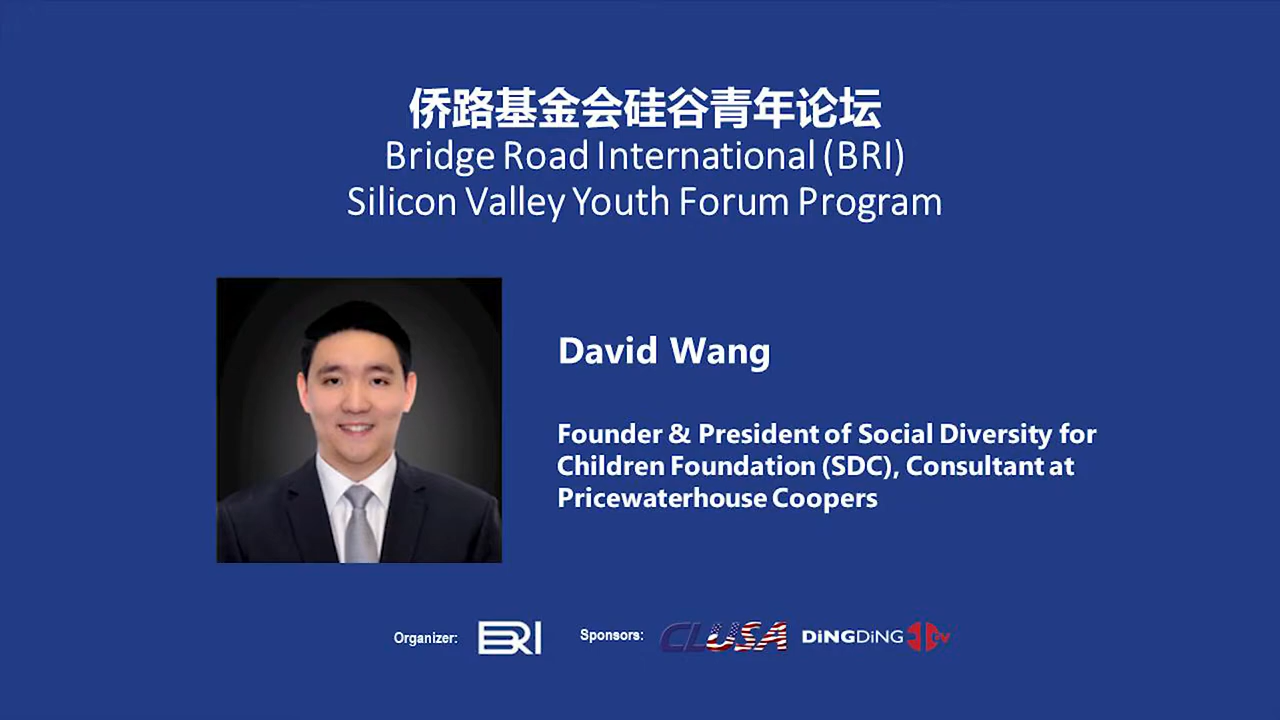 侨路基金会硅谷青年论坛
Bridge Road International (BRI)
Silicon Valley Youth Forum Program
David Wang
Founder & President of Social Diversity for
Children Foundation (SDC), Consultant at
Pricewaterhouse Coopers
Organizer: BRI Sponsors: CLUSA DiNGDiNG TV